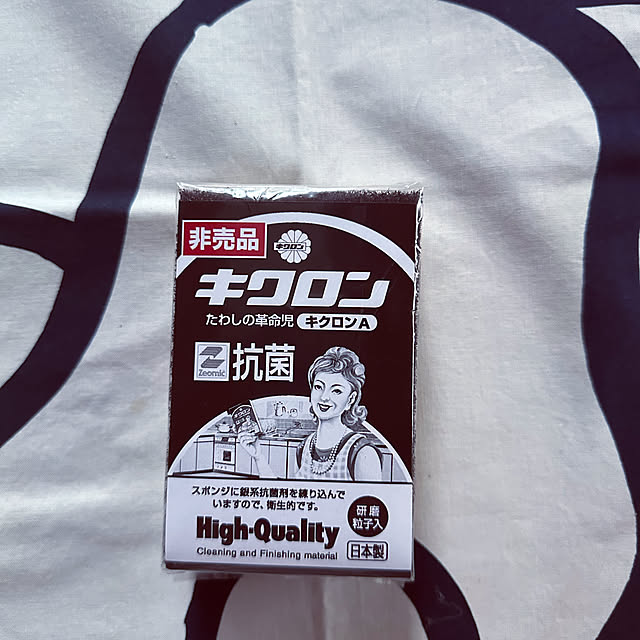 非売品
キクロン
キクロン
たわしの革命児 キクロンA
Z
Zeomic
抗菌
スポンジに銀系抗菌剤を練り込んで
いますので、衛生的です。
研磨
粒子入
High-Quality
Cleaning and Finishing material
日本製